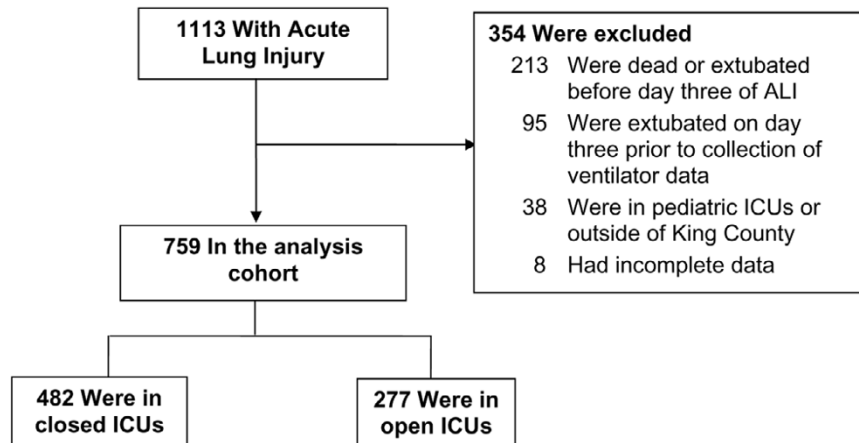 1113 With Acute
Lung Injury
354 Were excluded
213 Were dead or extubated
before day three of ALI
95 Were extubated on day
three prior to collection of
ventilator data
38 Were in pediatric ICUs or
outside of King County
8 Had incomplete data
759 In the analysis
cohort
482 Were in
closed ICUs
277 Were in
open ICUs